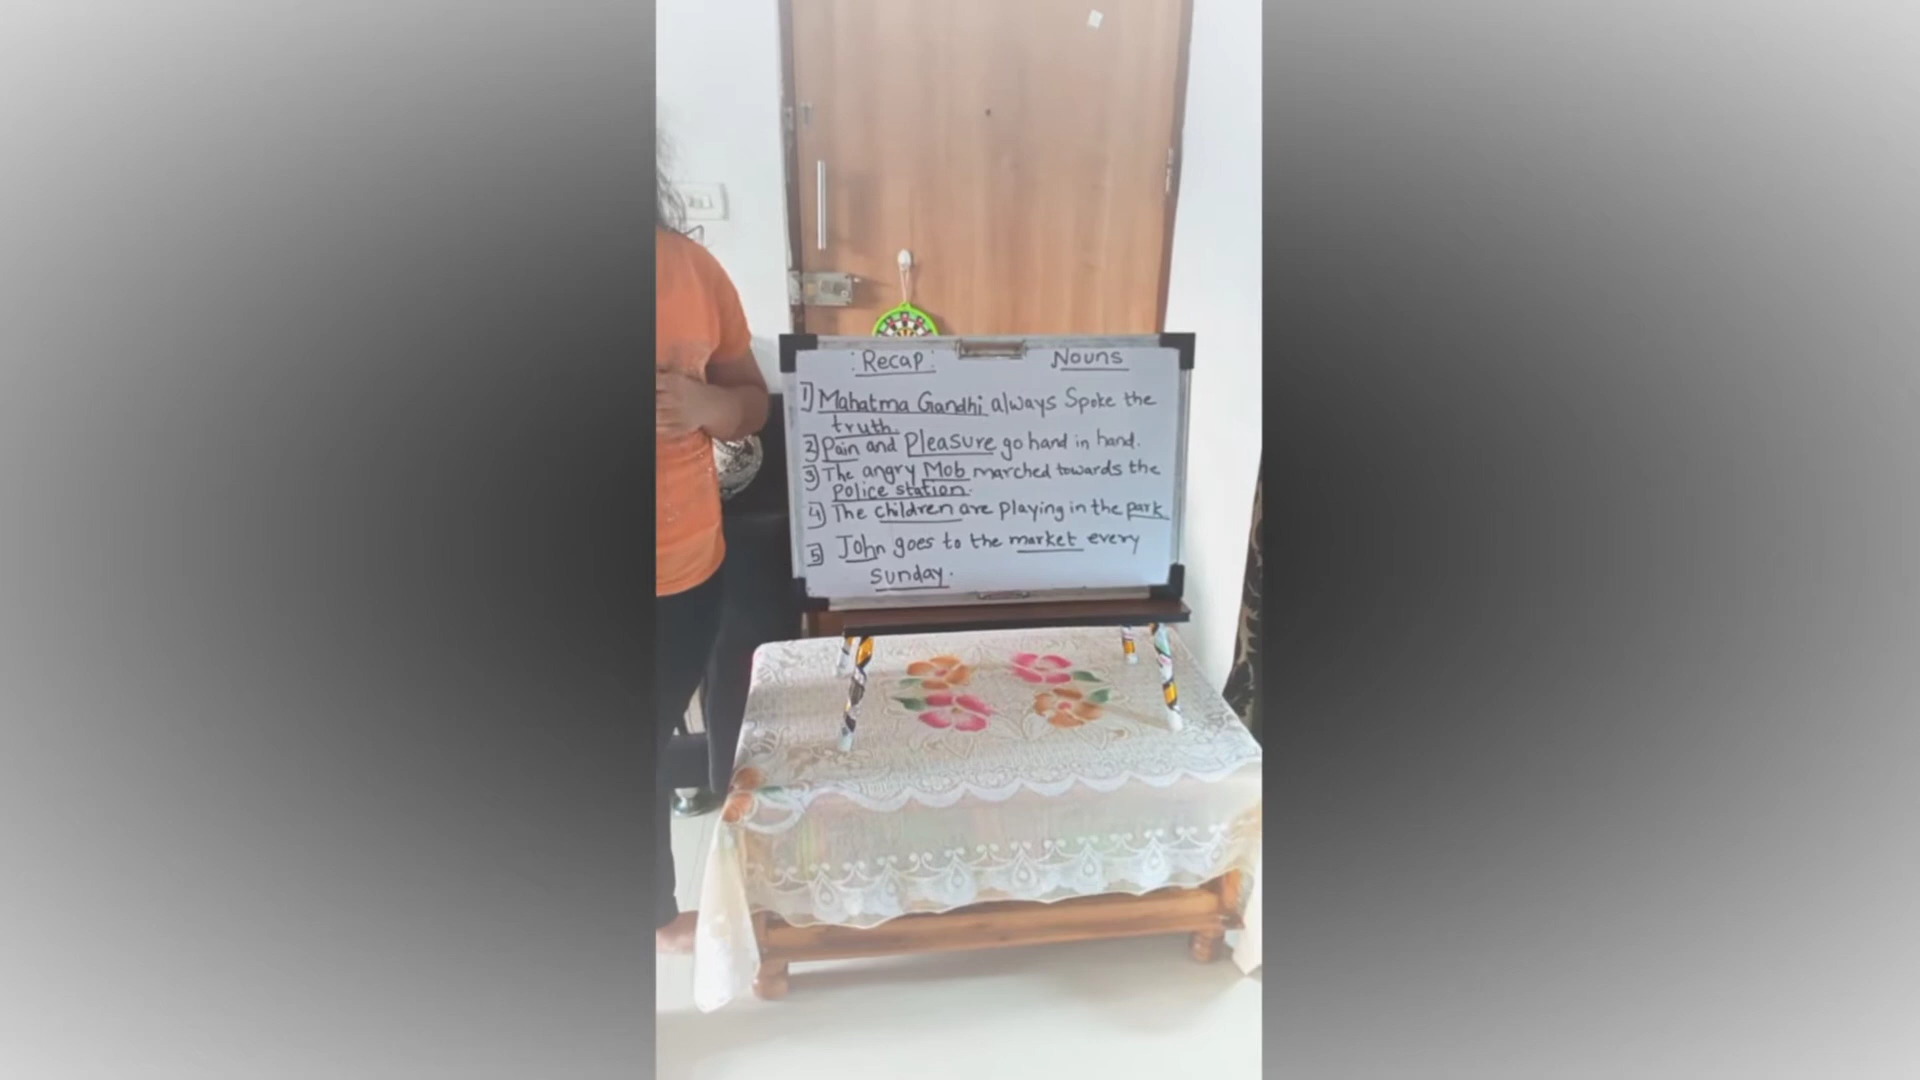 : Recap : Nouns
1] Mahatma Gandhi always Spoke the
truth.
2] Pain and Pleasure go hand in hand.
3] The angry Mob marched towards the
Police station.
4] The children are playing in the park
5] John goes to the market every
sunday.